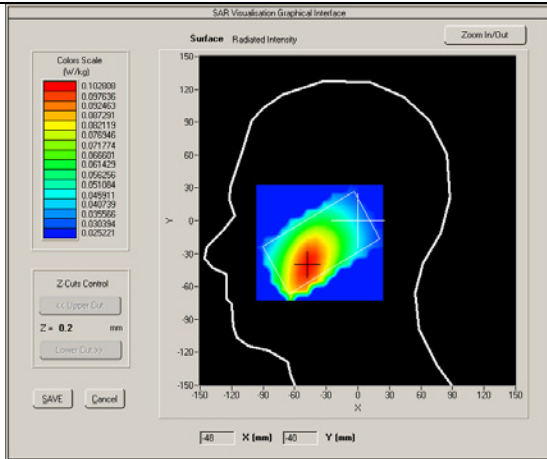 SAR Visualisation Graphical Interface
Surface Radiated Intensity
Zoom In/Out
Colors Scale
(W/kg)
0.102808
0.097636
0.092463
0.087291
0.082119
0.076946
0.071774
0.066601
0.061429
0.056256
0.051084
0.045911
0.040739
0.035566
0.030394
0.025221
Z-Cuts Control
<< Upper Cut
Z = 0.2 mm
Lower Cut >>
SAVE Cancel
150
120
90
60
30
0
-30
-60
-90
-120
-150
Y
-150 -120 -90 -60 -30 0 30 60 90 120 150
X
-48 X (mm) -40 Y (mm)